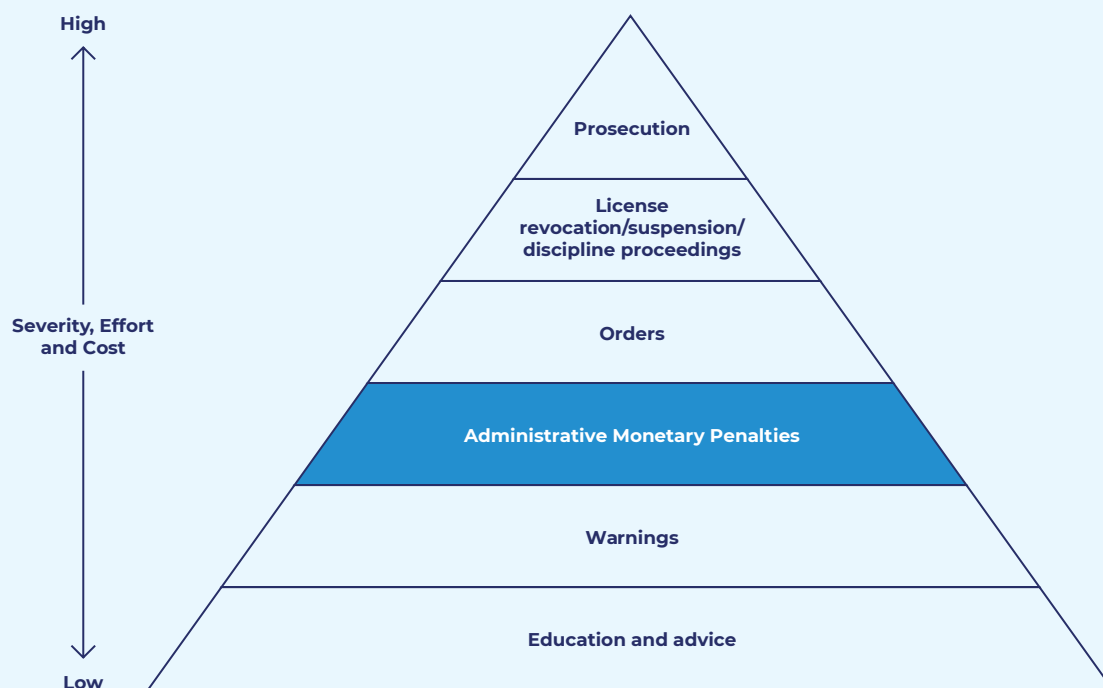 High
Prosecution
License
revocation/suspension/
discipline proceedings
Severity, Effort
and Cost
Orders
Administrative Monetary Penalties
Warnings
Education and advice
Low